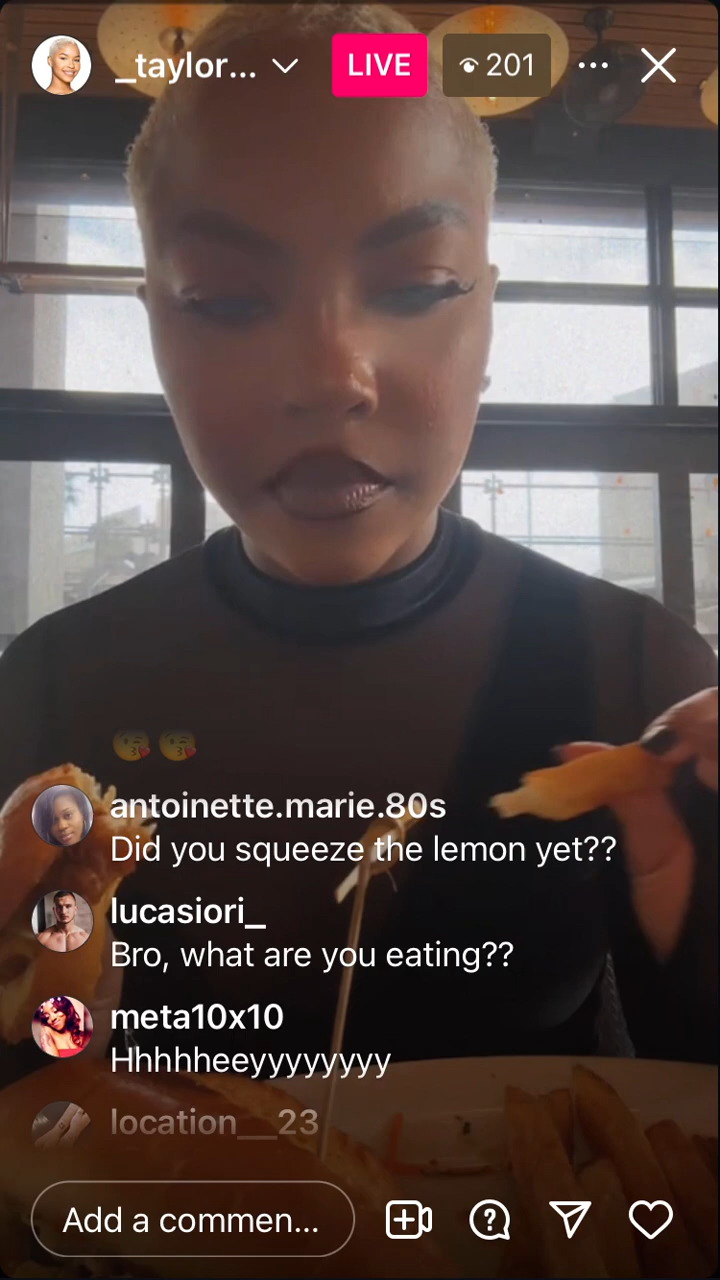 _taylor...
LIVE
201
😘😘
antoinette.marie.80s
Did you squeeze the lemon yet??
lucasiori_
Bro, what are you eating??
meta10x10
Hhhhheeyyyyyyyy
location__23
Add a commen...